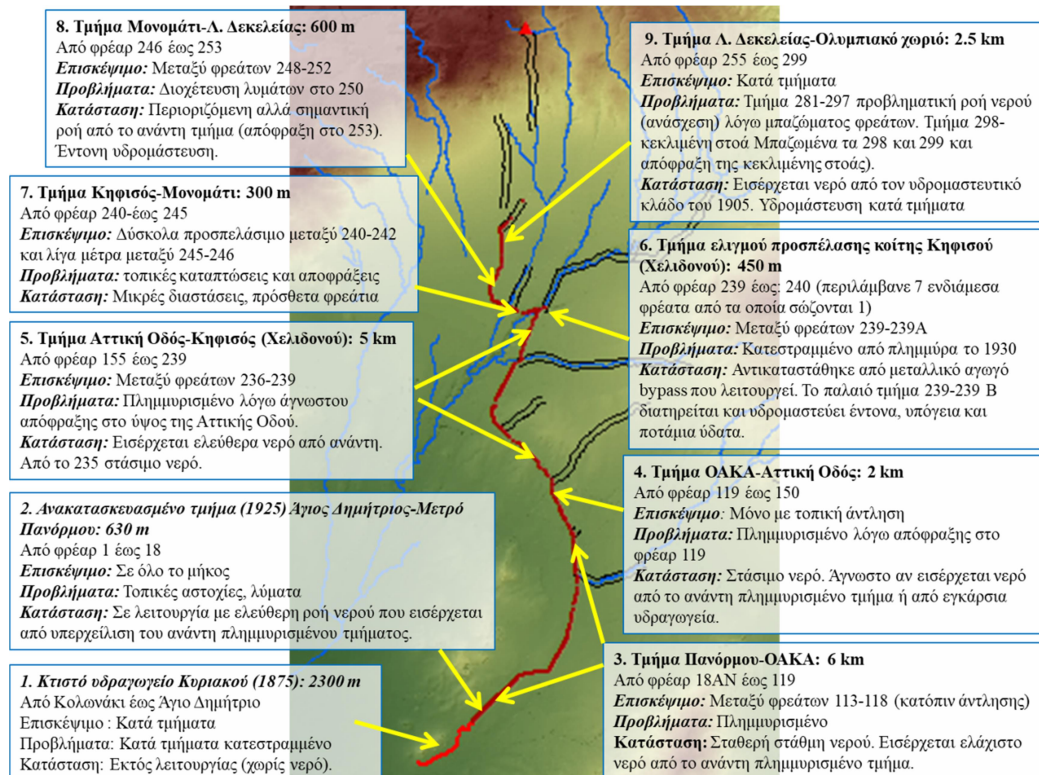 8. Τμήμα Μονομάτι-Λ. Δεκελείας: 600 m
Από φρέαρ 246 έως 253
Επισκέψιμο: Μεταξύ φρεάτων 248-252
Προβλήματα: Διοχέτευση λυμάτων στο 250
Κατάσταση: Περιοριζόμενη αλλά σημαντική
ροή από το ανάντη τμήμα (απόφραξη στο 253).
Έντονη υδρομάστευση.
7. Τμήμα Κηφισός-Μονομάτι: 300 m
Από φρέαρ 240-έως 245
Επισκέψιμο: Δύσκολα προσπελάσιμο μεταξύ 240-242
και λίγα μέτρα μεταξύ 245-246
Προβλήματα: τοπικές καταπτώσεις και αποφράξεις
Κατάσταση: Μικρές διαστάσεις, πρόσθετα φρεάτια
5. Τμήμα Αττική Οδός-Κηφισός (Χελιδονού): 5 km
Από φρέαρ 155 έως 239
Επισκέψιμο: Μεταξύ φρεάτων 236-239
Προβλήματα: Πλημμυρισμένο λόγω άγνωστου
απόφραξης στο ύψος της Αττικής Οδού.
Κατάσταση: Εισέρχεται ελεύθερα νερό από ανάντη.
Από το 235 στάσιμο νερό.
2. Ανακατασκευασμένο τμήμα (1925) Άγιος Δημήτριος-Μετρό
Πανόρμου: 630 m
Από φρέαρ 1 έως 18
Επισκέψιμο: Σε όλο το μήκος
Προβλήματα: Τοπικές αστοχίες, λύματα
Κατάσταση: Σε λειτουργία με ελεύθερη ροή νερού που εισέρχεται
από υπερχείλιση του ανάντη πλημμυρισμένου τμήματος.
1. Κτιστό υδραγωγείο Κυριακού (1875): 2300 m
Από Κολωνάκι έως Άγιο Δημήτριο
Επισκέψιμο : Κατά τμήματα
Προβλήματα: Κατά τμήματα κατεστραμμένο
Κατάσταση: Εκτός λειτουργίας (χωρίς νερό).
9. Τμήμα Λ. Δεκελείας-Ολυμπιακό χωριό: 2.5 km
Από φρέαρ 255 έως 299
Επισκέψιμο: Κατά τμήματα
Προβλήματα: Τμήμα 281-297 προβληματική ροή νερού
(ανάσχεση) λόγω μπαζώματος φρεάτων. Τμήμα 298-
κεκλιμένη στοά Μπαζωμένα τα 298 και 299 και
απόφραξη της κεκλιμένης στοάς).
Κατάσταση: Εισέρχεται νερό από τον υδρομαστευτικό
κλάδο του 1905. Υδρομάστευση κατά τμήματα
6. Τμήμα ελιγμού προσπέλασης κοίτης Κηφισού
(Χελιδονού): 450 m
Από φρέαρ 239 έως: 240 (περιλάμβανε 7 ενδιάμεσα
φρέατα από τα οποία σώζονται 1)
Επισκέψιμο: Μεταξύ φρεάτων 239-239Α
Προβλήματα: Κατεστραμμένο από πλημμύρα το 1930
Κατάσταση: Αντικαταστάθηκε από μεταλλικό αγωγό
bypass που λειτουργεί. Το παλαιό τμήμα 239-239 Β
διατηρείται και υδρομαστεύει έντονα, υπόγεια και
ποτάμια ύδατα.
4. Τμήμα ΟΑΚΑ-Αττική Οδός: 2 km
Από φρέαρ 119 έως 150
Επισκέψιμο: Μόνο με τοπική άντληση
Προβλήματα: Πλημμυρισμένο λόγω απόφραξης στο
φρέαρ 119
Κατάσταση: Στάσιμο νερό. Άγνωστο αν εισέρχεται νερό
από το ανάντη πλημμυρισμένο τμήμα ή από εγκάρσια
υδραγωγεία.
3. Τμήμα Πανόρμου-ΟΑΚΑ: 6 km
Από φρέαρ 18ΑΝ έως 119
Επισκέψιμο: Μεταξύ φρεάτων 113-118 (κατόπιν άντλησης)
Προβλήματα: Πλημμυρισμένο
Κατάσταση: Σταθερή στάθμη νερού. Εισέρχεται ελάχιστο
νερό από το ανάντη πλημμυρισμένο τμήμα.